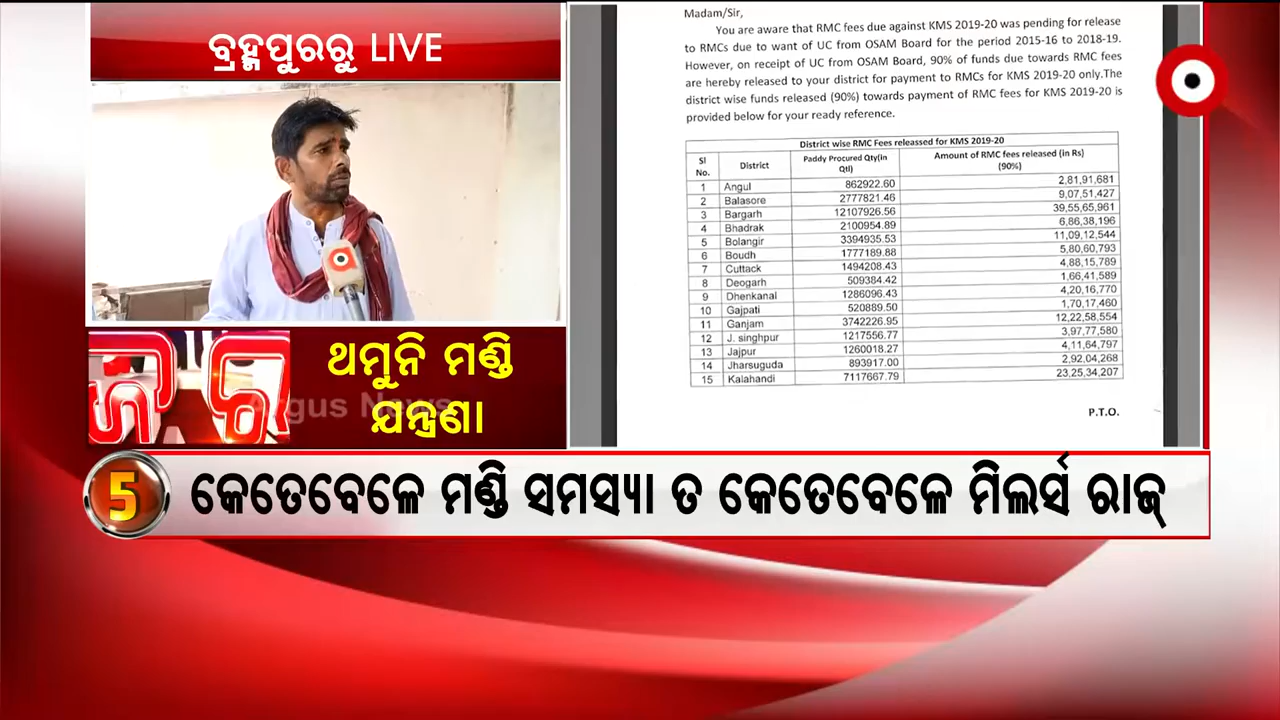 ବ୍ରହ୍ମପୁରରୁ LIVE
ଥମୁନି ମଣ୍ଡି
ଯନ୍ତ୍ରଣା
Argus News
5 କେତେବେଳେ ମଣ୍ଡି ସମସ୍ୟା ତ କେତେବେଳେ ମିଲର୍ସ ରାଜ୍
Madam/Sir,
You are aware that RMC fees due against KMS 2019-20 was pending for release
to RMCs due to want of UC from OSAM Board for the period 2015-16 to 2018-19.
However, on receipt of UC from OSAM Board, 90% of funds due towards RMC fees
are hereby released to your district for payment to RMCs for KMS 2019-20 only.The
district wise funds released (90%) towards payment of RMC fees for KMS 2019-20 is
provided below for your ready reference.
District wise RMC Fees releassed for KMS 2019-20
Sl No. District Paddy Procured Qty(in Qtl) Amount of RMC fees released (in Rs) (90%)
1 Angul 862922.60 2,81,91,681
2 Balasore 2777821.46 9,07,51,427
3 Bargarh 12107926.56 39,55,65,961
4 Bhadrak 2100954.89 6,86,38,196
5 Bolangir 3394935.53 11,09,12,544
6 Boudh 1777189.88 5,80,60,793
7 Cuttack 1494208.43 4,88,15,789
8 Deogarh 509384.42 1,66,41,589
9 Dhenkanal 1286096.43 4,20,16,770
10 Gajpati 520889.50 1,70,17,460
11 Ganjam 3742226.95 12,22,58,554
12 J. singhpur 1217556.77 3,97,77,580
13 Jajpur 1260018.27 4,11,64,797
14 Jharsuguda 893917.00 2,92,04,268
15 Kalahandi 7117667.79 23,25,34,207
P.T.O.